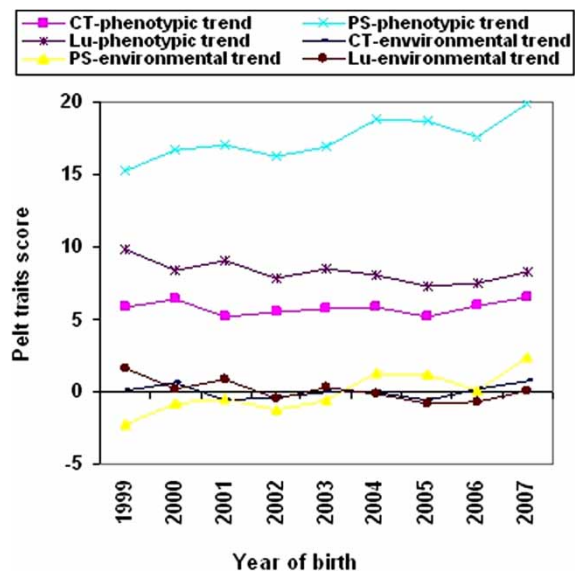 CT-phenotypic trend PS-phenotypic trend
Lu-phenotypic trend CT-envvironmental trend
PS-environmental trend Lu-environmental trend
20
15
10
5
0
-5
Pelt traits score
1999 2000 2001 2002 2003 2004 2005 2006 2007
Year of birth